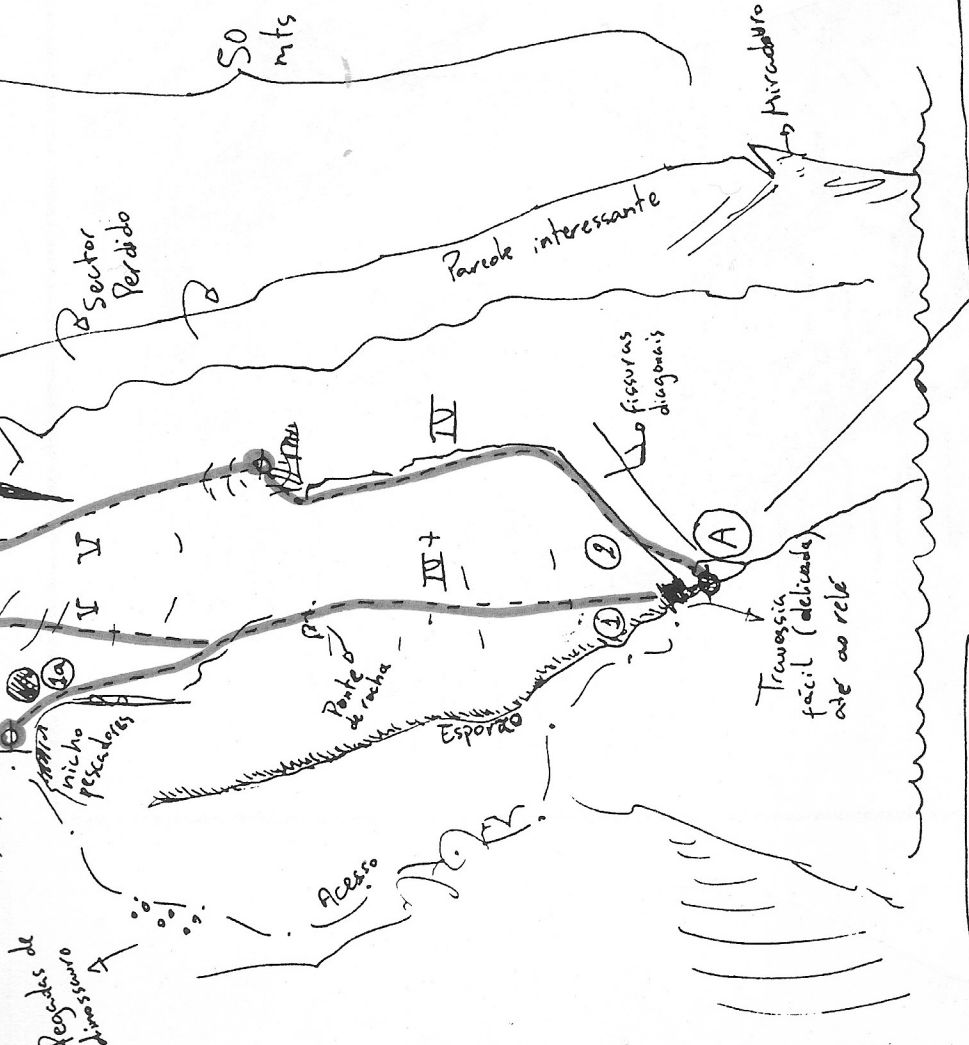 50
mts
Miradouro
Sector
Perdido
Parede interessante
fissuras
diagonais
IV
V
V
IV+
2
A
1
1a
Ponte
de rocha
nicho
pescadores
Esporão
Travessia
fácil (delicada)
até ao relé
Acesso
Pegadas de
dinossauro